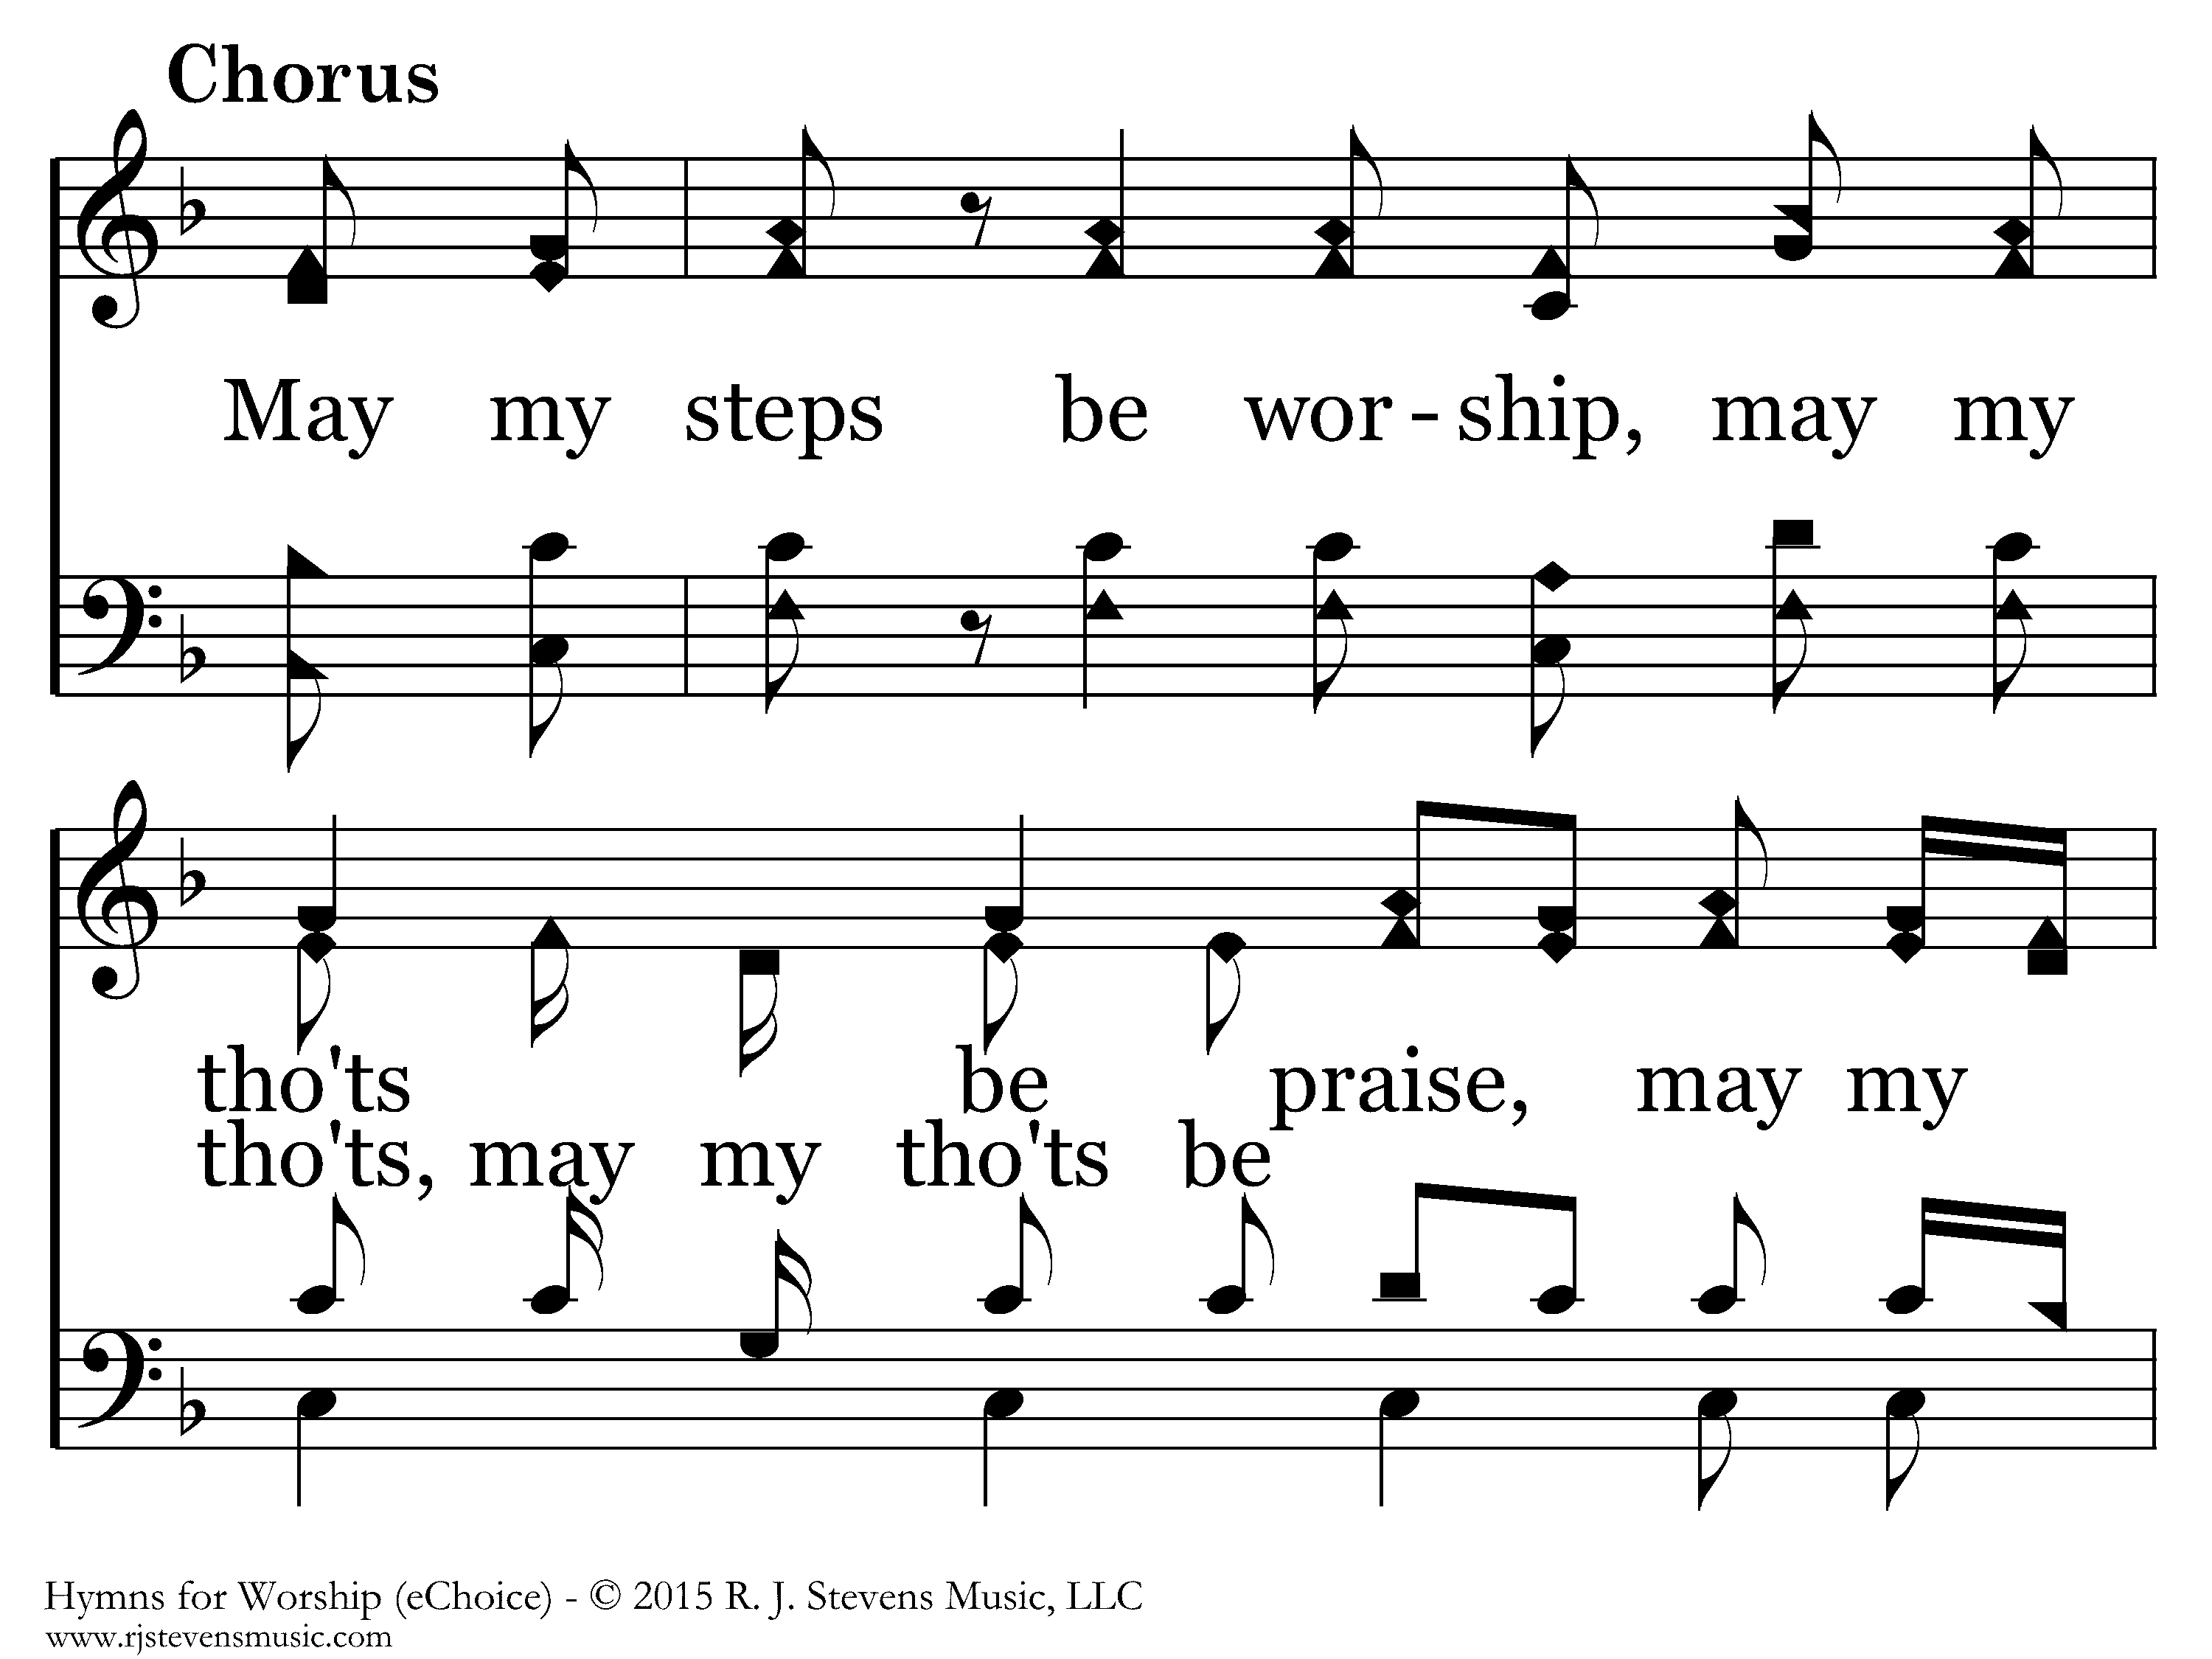 Chorus
May my steps be wor - ship, may my
tho'ts be praise, may my
tho'ts, may my tho'ts be
Hymns for Worship (eChoice) - © 2015 R. J. Stevens Music, LLC
www.rjstevensmusic.com